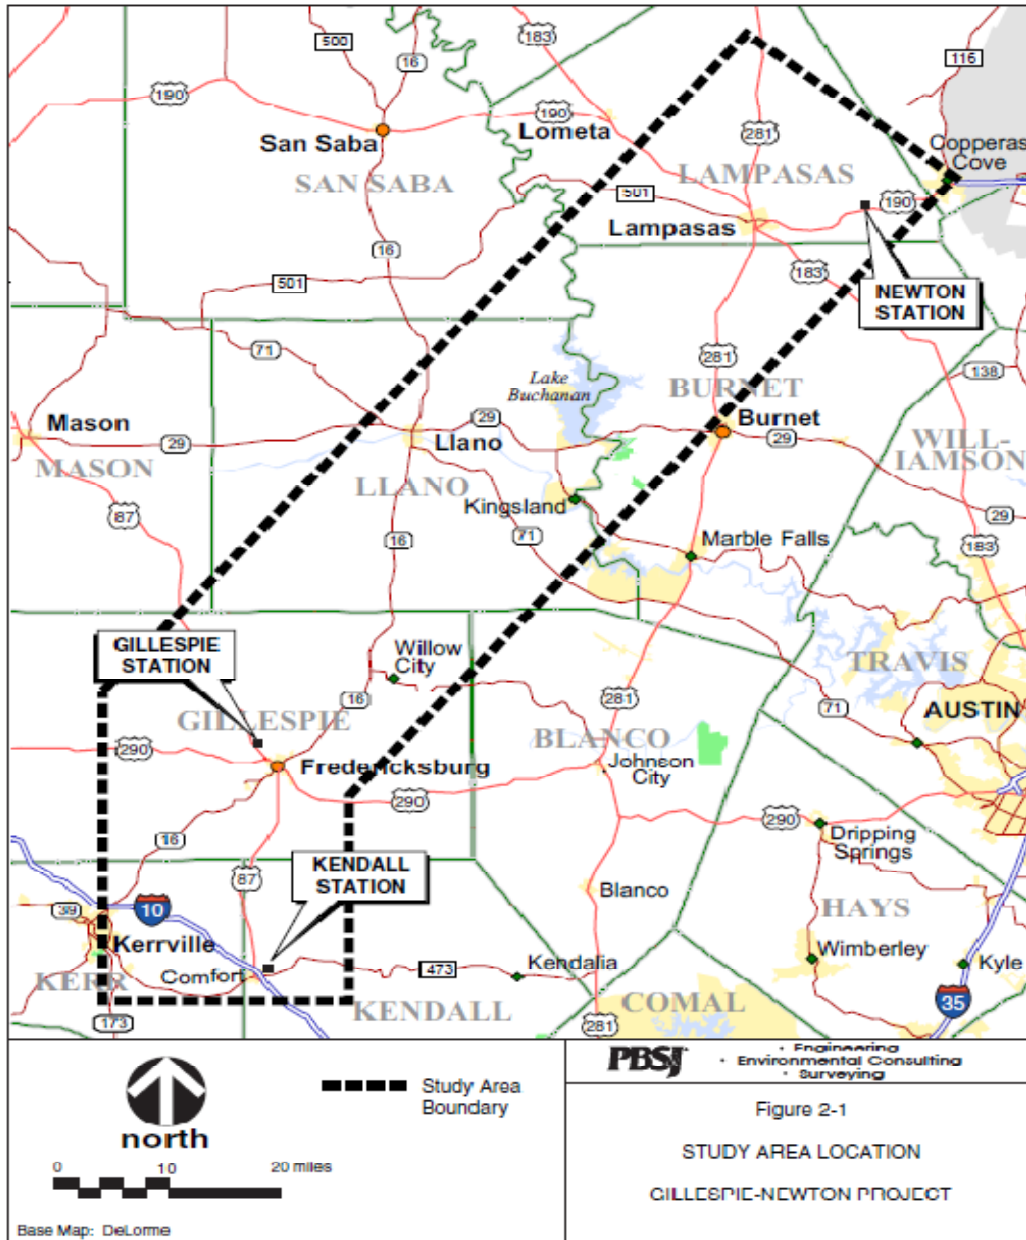 500
183
16
116
190
190
281
San Saba
Lometa
Copperas
Cove
SAN SABA
LAMPASAS
501
190
Lampasas
16
183
501
NEWTON
STATION
71
281
138
Lake
Buchanan
BURNET
Mason
29
Burnet
29
Llano
29
WILL-
IAMSON
MASON
LLANO
87
Kingsland
29
71
16
Marble Falls
183
GILLESPIE
STATION
Willow
City
TRAVIS
16
281
71
GILLESPIE
AUSTIN
290
BLANCO
Fredericksburg
Johnson
City
290
290
16
Dripping
Springs
KENDALL
STATION
87
Blanco
39
10
HAYS
Kerrville
Wimberley
Comfort
473
Kendalia
Kyle
KERR
KENDALL
COMAL
35
173
281
north
Study Area
Boundary
0 10 20 miles
Base Map: DeLorme
PBSJ
· Engineering
· Environmental Consulting
· Surveying
Figure 2-1
STUDY AREA LOCATION
GILLESPIE-NEWTON PROJECT